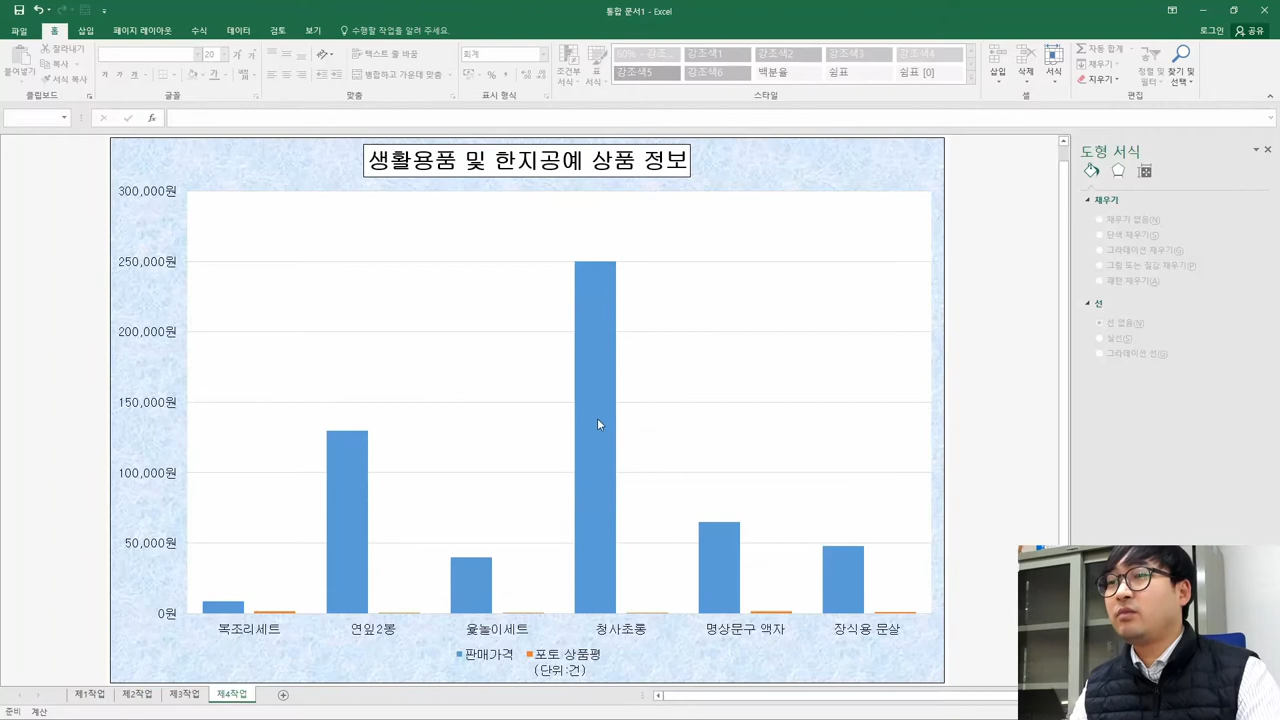 통합 문서1 - Excel
파일 홈 삽입 페이지 레이아웃 수식 데이터 검토 보기 수행할 작업을 알려 주세요. 로그인 공유
붙여넣기 잘라내기 복사 서식 복사 클립보드
20 가 가 글꼴
텍스트 줄 바꿈 병합하고 가운데 맞춤 맞춤
회계 % 표시 형식
조건부 서식 표 서식
60% - 강조... 강조색1 강조색2 강조색3 강조색4
강조색5 강조색6 백분율 쉼표 쉼표 [0]
스타일
삽입 삭제 서식 셀
자동 합계 채우기 지우기 정렬 및 필터 찾기 및 선택 편집
fx
생활용품 및 한지공예 상품 정보
300,000원
250,000원
200,000원
150,000원
100,000원
50,000원
0원
복조리세트 연잎2롱 윷놀이세트 청사초롱 명상문구 액자 장식용 문살
판매가격 포토 상품평
(단위:건)
도형 서식
채우기
채우기 없음(N)
단색 채우기(S)
그라데이션 채우기(G)
그림 또는 질감 채우기(P)
패턴 채우기(A)
선
선 없음(N)
실선(S)
그라데이션 선(G)
제1작업 제2작업 제3작업 제4작업
준비 계산